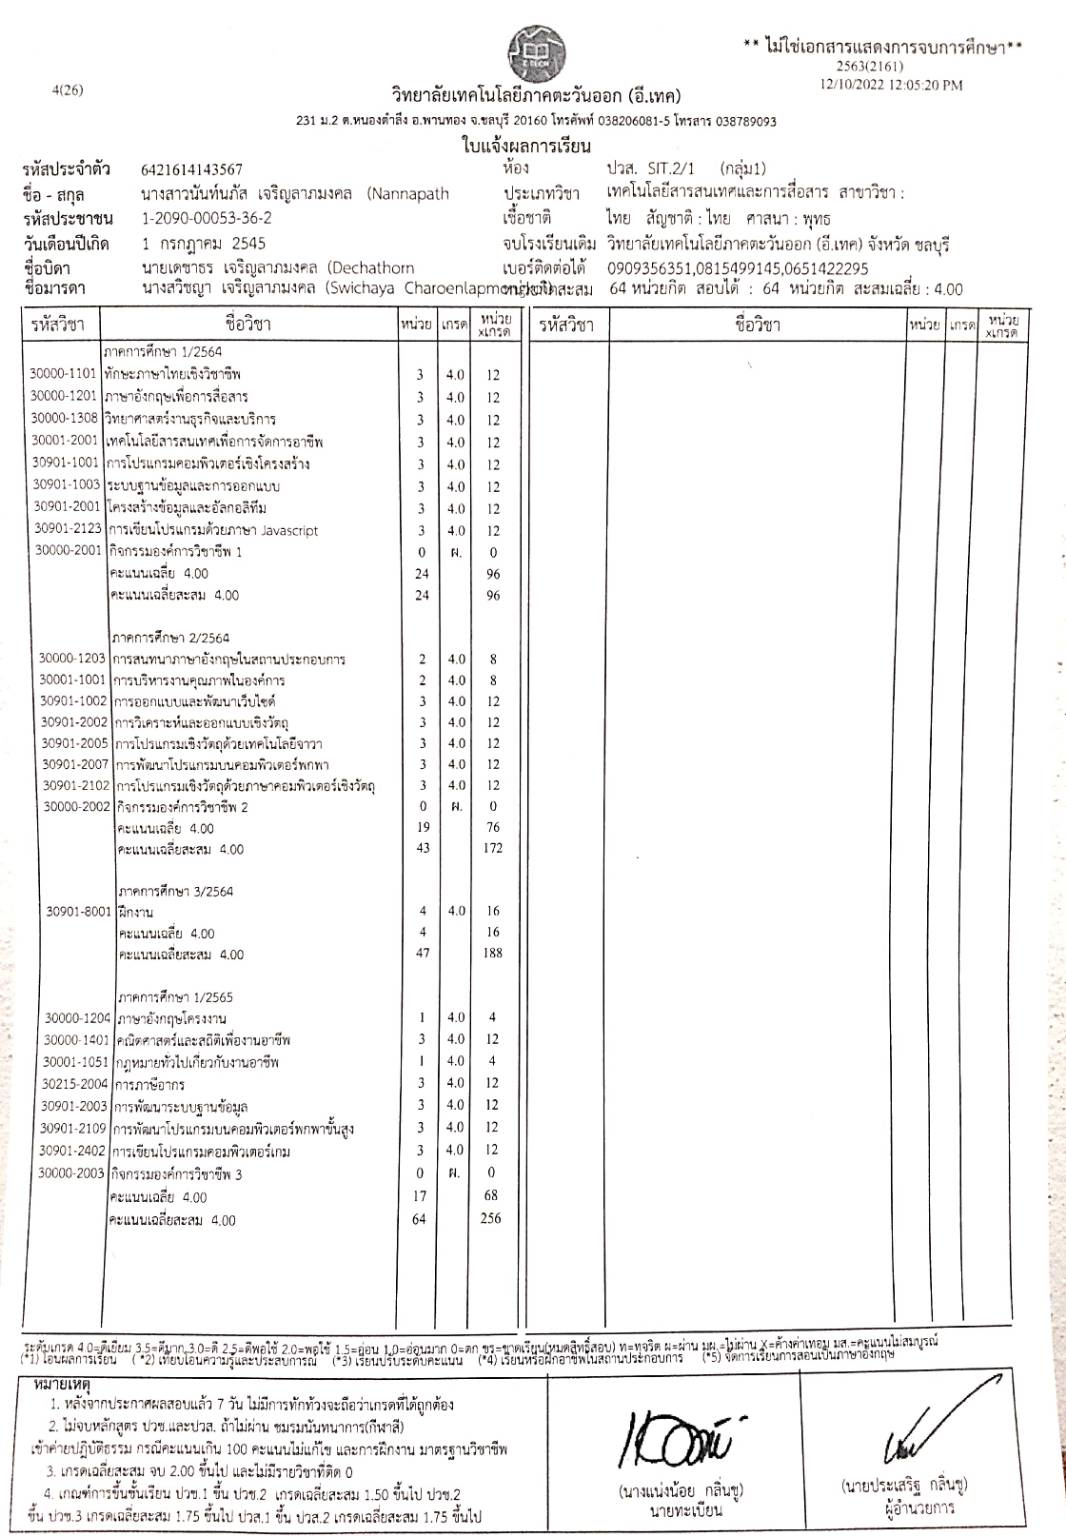 Z-TECH
** ไม่ใช่เอกสารแสดงการจบการศึกษา**
2563(2161)
4(26)
12/10/2022 12:05:20 PM
วิทยาลัยเทคโนโลยีภาคตะวันออก (อี.เทค)
231 ม.2 ต.หนองตำลึง อ.พานทอง จ.ชลบุรี 20160 โทรศัพท์ 038206081-5 โทรสาร 038789093
ใบแจ้งผลการเรียน
รหัสประจำตัว 6421614143567 ห้อง ปวส. SIT.2/1 (กลุ่ม1)
ชื่อ - สกุล นางสาวนันท์นภัส เจริญลาภมงคล (Nannapath ประเภทวิชา เทคโนโลยีสารสนเทศและการสื่อสาร สาขาวิชา :
รหัสประชาชน 1-2090-00053-36-2 เชื้อชาติ ไทย สัญชาติ : ไทย ศาสนา : พุทธ
วันเดือนปีเกิด 1 กรกฎาคม 2545 จบโรงเรียนเดิม วิทยาลัยเทคโนโลยีภาคตะวันออก (อี.เทค) จังหวัด ชลบุรี
ชื่อบิดา นายเดชาธร เจริญลาภมงคล (Dechathorn เบอร์ติดต่อได้ 0909356351,0815499145,0651422295
ชื่อมารดา นางสวิชญา เจริญลาภมงคล (Swichaya Charoenlapmongkol) หน่วยกิตสะสม 64 หน่วยกิต สอบได้ : 64 หน่วยกิต สะสมเฉลี่ย : 4.00
รหัสวิชา ชื่อวิชา หน่วย เกรด หน่วยxเกรด รหัสวิชา ชื่อวิชา หน่วย เกรด หน่วยxเกรด
ภาคการศึกษา 1/2564
30000-1101 ทักษะภาษาไทยเชิงวิชาชีพ 3 4.0 12
30000-1201 ภาษาอังกฤษเพื่อการสื่อสาร 3 4.0 12
30000-1308 วิทยาศาสตร์งานธุรกิจและบริการ 3 4.0 12
30001-2001 เทคโนโลยีสารสนเทศเพื่อการจัดการอาชีพ 3 4.0 12
30901-1001 การโปรแกรมคอมพิวเตอร์เชิงโครงสร้าง 3 4.0 12
30901-1003 ระบบฐานข้อมูลและการออกแบบ 3 4.0 12
30901-2001 โครงสร้างข้อมูลและอัลกอลิทึม 3 4.0 12
30901-2123 การเขียนโปรแกรมด้วยภาษา Javascript 3 4.0 12
30000-2001 กิจกรรมองค์การวิชาชีพ 1 0 ผ. 0
คะแนนเฉลี่ย 4.00 24 96
คะแนนเฉลี่ยสะสม 4.00 24 96
ภาคการศึกษา 2/2564
30000-1203 การสนทนาภาษาอังกฤษในสถานประกอบการ 2 4.0 8
30001-1001 การบริหารงานคุณภาพในองค์การ 2 4.0 8
30901-1002 การออกแบบและพัฒนาเว็บไซต์ 3 4.0 12
30901-2002 การวิเคราะห์และออกแบบเชิงวัตถุ 3 4.0 12
30901-2005 การโปรแกรมเชิงวัตถุด้วยเทคโนโลยีจาวา 3 4.0 12
30901-2007 การพัฒนาโปรแกรมบนคอมพิวเตอร์พกพา 3 4.0 12
30901-2102 การโปรแกรมเชิงวัตถุด้วยภาษาคอมพิวเตอร์เชิงวัตถุ 3 4.0 12
30000-2002 กิจกรรมองค์การวิชาชีพ 2 0 ผ. 0
คะแนนเฉลี่ย 4.00 19 76
คะแนนเฉลี่ยสะสม 4.00 43 172
ภาคการศึกษา 3/2564
30901-8001 ฝึกงาน 4 4.0 16
คะแนนเฉลี่ย 4.00 4 16
คะแนนเฉลี่ยสะสม 4.00 47 188
ภาคการศึกษา 1/2565
30000-1204 ภาษาอังกฤษโครงงาน 1 4.0 4
30000-1401 คณิตศาสตร์และสถิติเพื่องานอาชีพ 3 4.0 12
30001-1051 กฎหมายทั่วไปเกี่ยวกับงานอาชีพ 1 4.0 4
30215-2004 การภาษีอากร 3 4.0 12
30901-2003 การพัฒนาระบบฐานข้อมูล 3 4.0 12
30901-2109 การพัฒนาโปรแกรมบนคอมพิวเตอร์พกพาขั้นสูง 3 4.0 12
30901-2402 การเขียนโปรแกรมคอมพิวเตอร์เกม 3 4.0 12
30000-2003 กิจกรรมองค์การวิชาชีพ 3 0 ผ. 0
คะแนนเฉลี่ย 4.00 17 68
คะแนนเฉลี่ยสะสม 4.00 64 256
ระดับเกรด 4.0=ดีเยี่ยม 3.5=ดีมาก 3.0=ดี 2.5=ดีพอใช้ 2.0=พอใช้ 1.5=อ่อน 1.0=อ่อนมาก 0=ตก ขร=ขาดเรียน(หมดสิทธิ์สอบ) ท=ทุจริต ผ=ผ่าน มผ.=ไม่ผ่าน X=ค้างค่าเทอม มส.=คะแนนไม่สมบูรณ์
(*1) โอนผลการเรียน (*2) เทียบโอนความรู้และประสบการณ์ (*3) เรียนปรับระดับคะแนน (*4) เรียนหรือฝึกอาชีพในสถานประกอบการ (*5) จัดการเรียนการสอนเป็นภาษาอังกฤษ
หมายเหตุ
1. หลังจากประกาศผลสอบแล้ว 7 วัน ไม่มีการทักท้วงจะถือว่าเกรดที่ได้ถูกต้อง
2. ไม่จบหลักสูตร ปวช.และปวส. ถ้าไม่ผ่าน ชมรมนันทนาการ(กีฬาสี)
เข้าค่ายปฏิบัติธรรม กรณีคะแนนเกิน 100 คะแนนไม่แก้ไข และการฝึกงาน มาตรฐานวิชาชีพ
3. เกรดเฉลี่ยสะสม จบ 2.00 ขึ้นไป และไม่มีรายวิชาที่ติด 0
4. เกณฑ์การขึ้นชั้นเรียน ปวช.1 ขึ้น ปวช.2 เกรดเฉลี่ยสะสม 1.50 ขึ้นไป ปวช.2
ขึ้น ปวช.3 เกรดเฉลี่ยสะสม 1.75 ขึ้นไป ปวส.1 ขึ้น ปวส.2 เกรดเฉลี่ยสะสม 1.75 ขึ้นไป
(นางแน่งน้อย กลิ่นชู)
นายทะเบียน
(นายประเสริฐ กลิ่นชู)
ผู้อำนวยการ